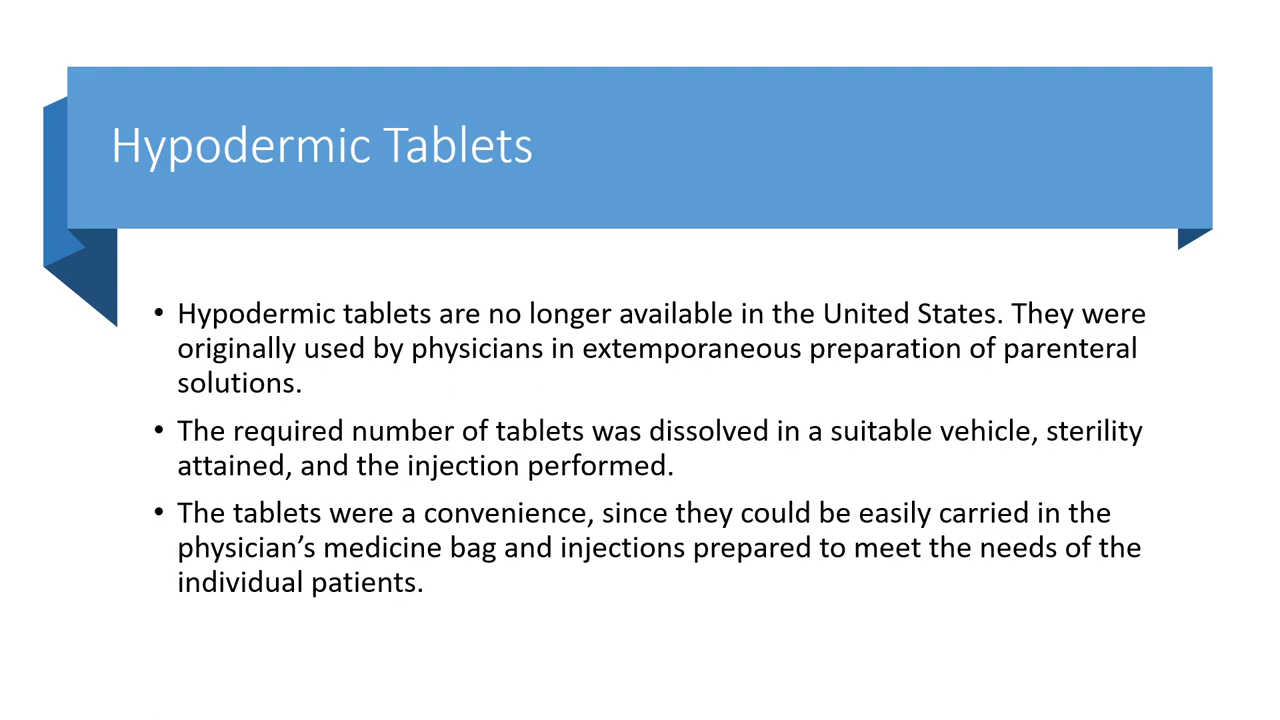 Hypodermic Tablets
• Hypodermic tablets are no longer available in the United States. They were
originally used by physicians in extemporaneous preparation of parenteral
solutions.
• The required number of tablets was dissolved in a suitable vehicle, sterility
attained, and the injection performed.
• The tablets were a convenience, since they could be easily carried in the
physician’s medicine bag and injections prepared to meet the needs of the
individual patients.